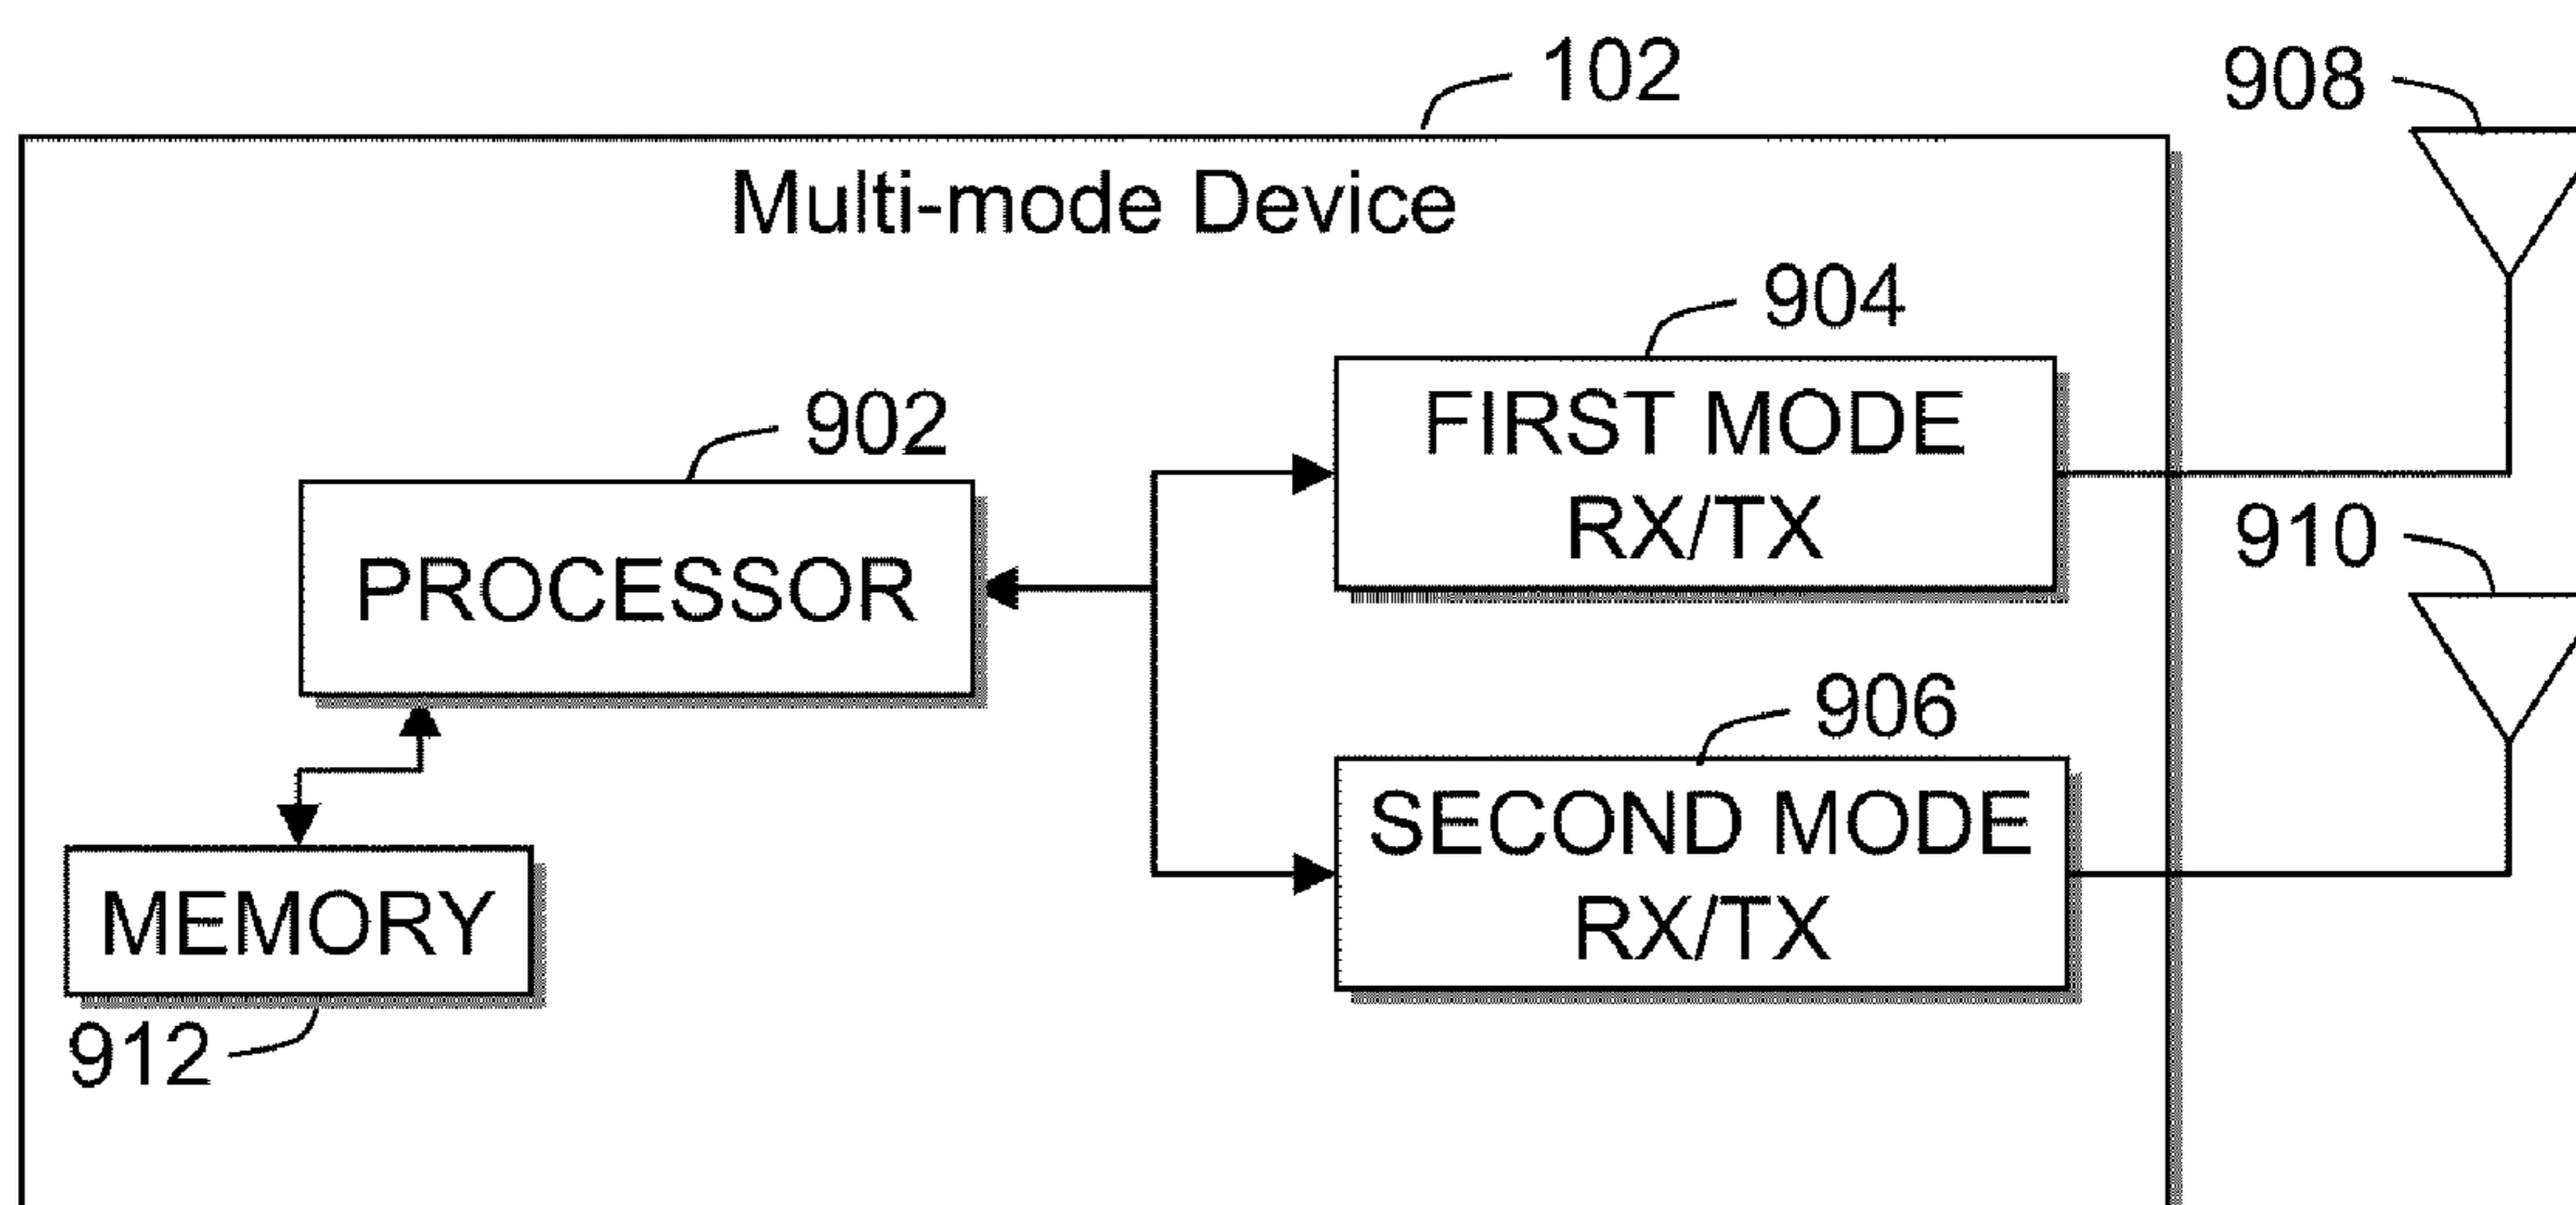 102
908
Multi-mode Device
904
902
FIRST MODE
RX/TX
910
PROCESSOR
906
SECOND MODE
RX/TX
MEMORY
912